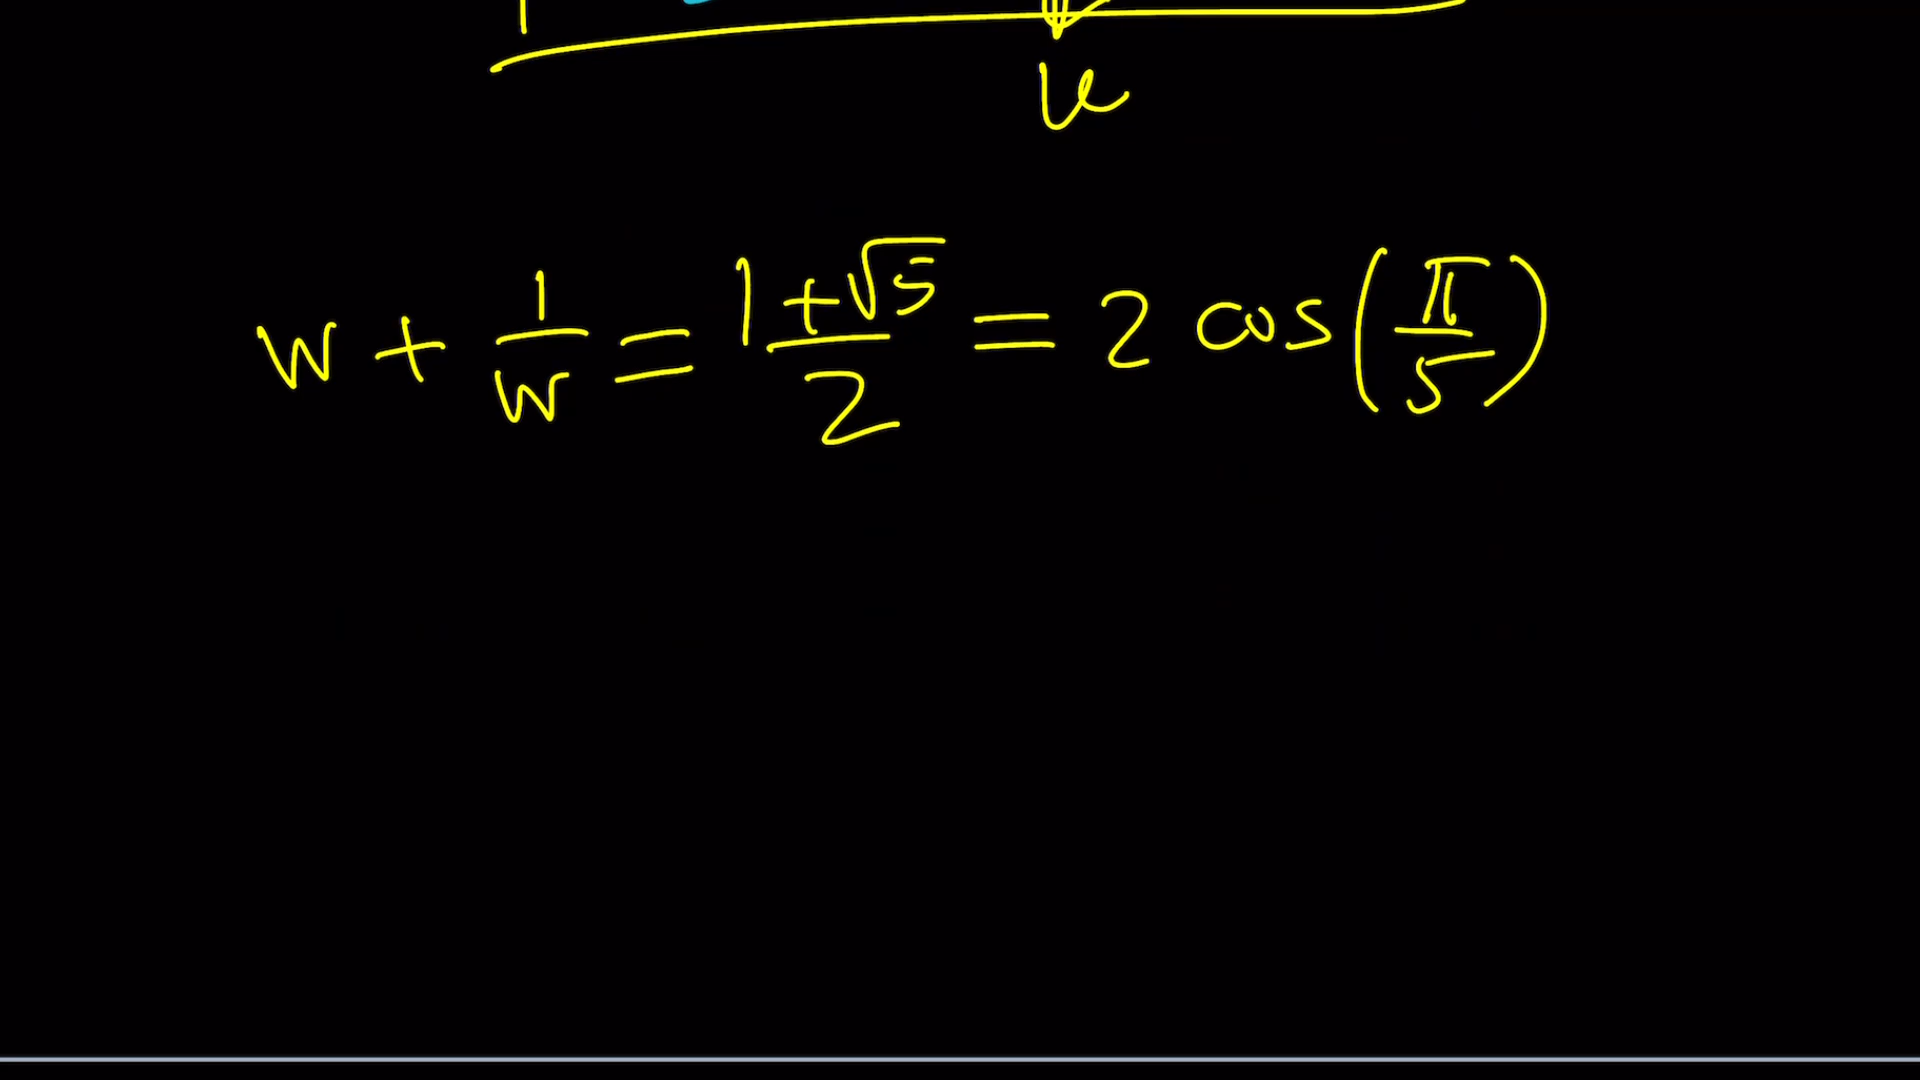 u
w + 1/w = (1+√5)/2 = 2 cos(π/5)